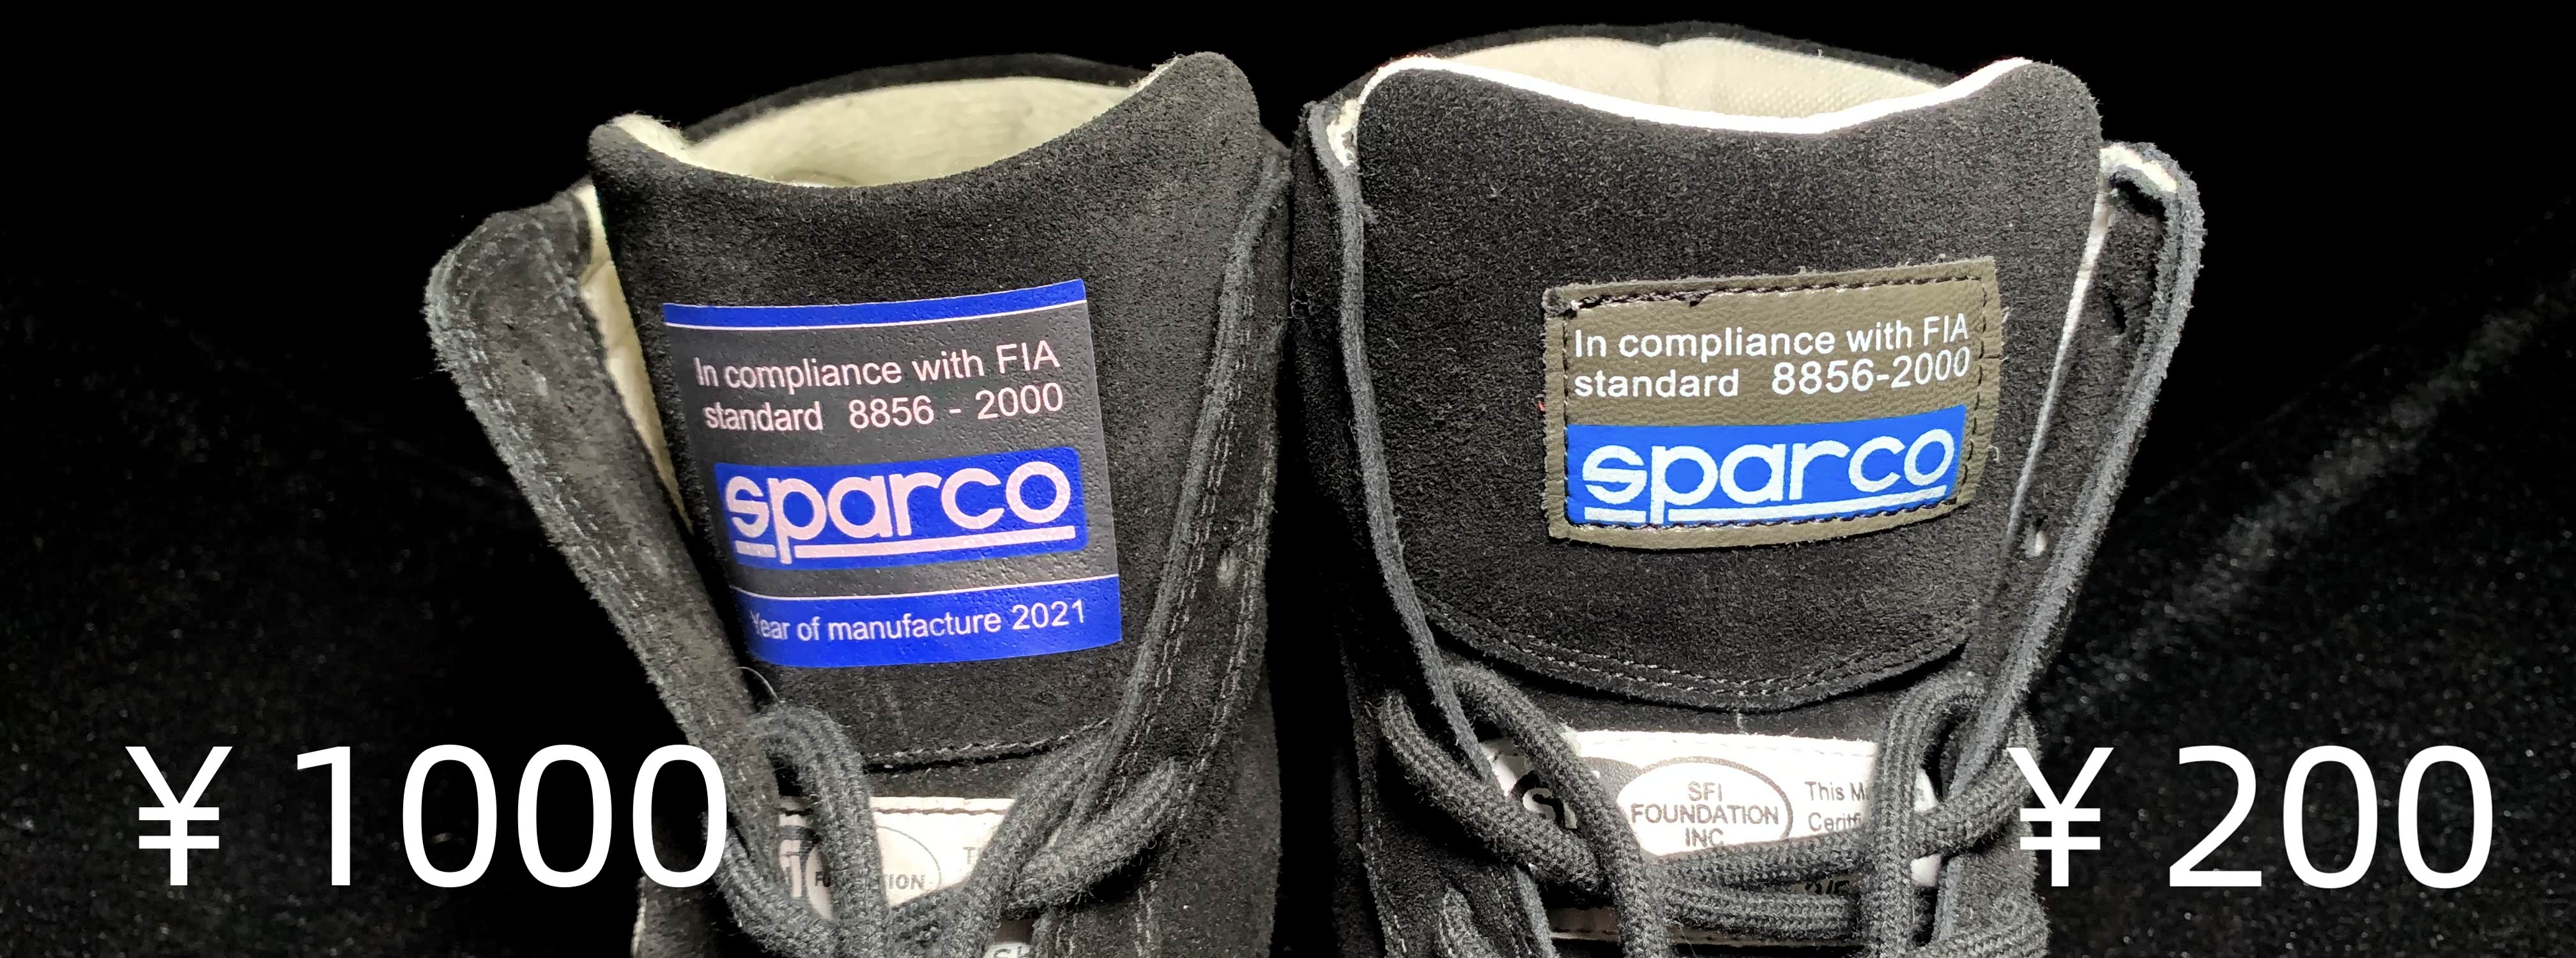 In compliance with FIA
standard 8856 - 2000
sparco
Year of manufacture 2021
In compliance with FIA
standard 8856-2000
sparco
SFI
FOUNDATION
INC
This
¥1000
¥200